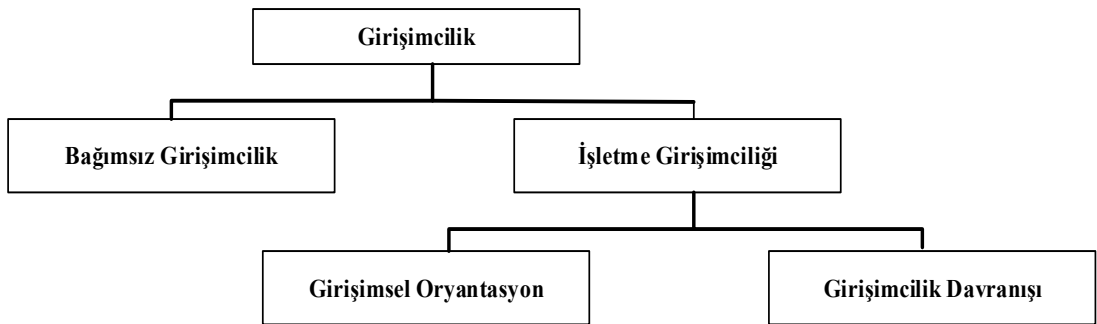 Girişimcilik
Bağımsız Girişimcilik
İşletme Girişimciliği
Girişimsel Oryantasyon
Girişimcilik Davranışı